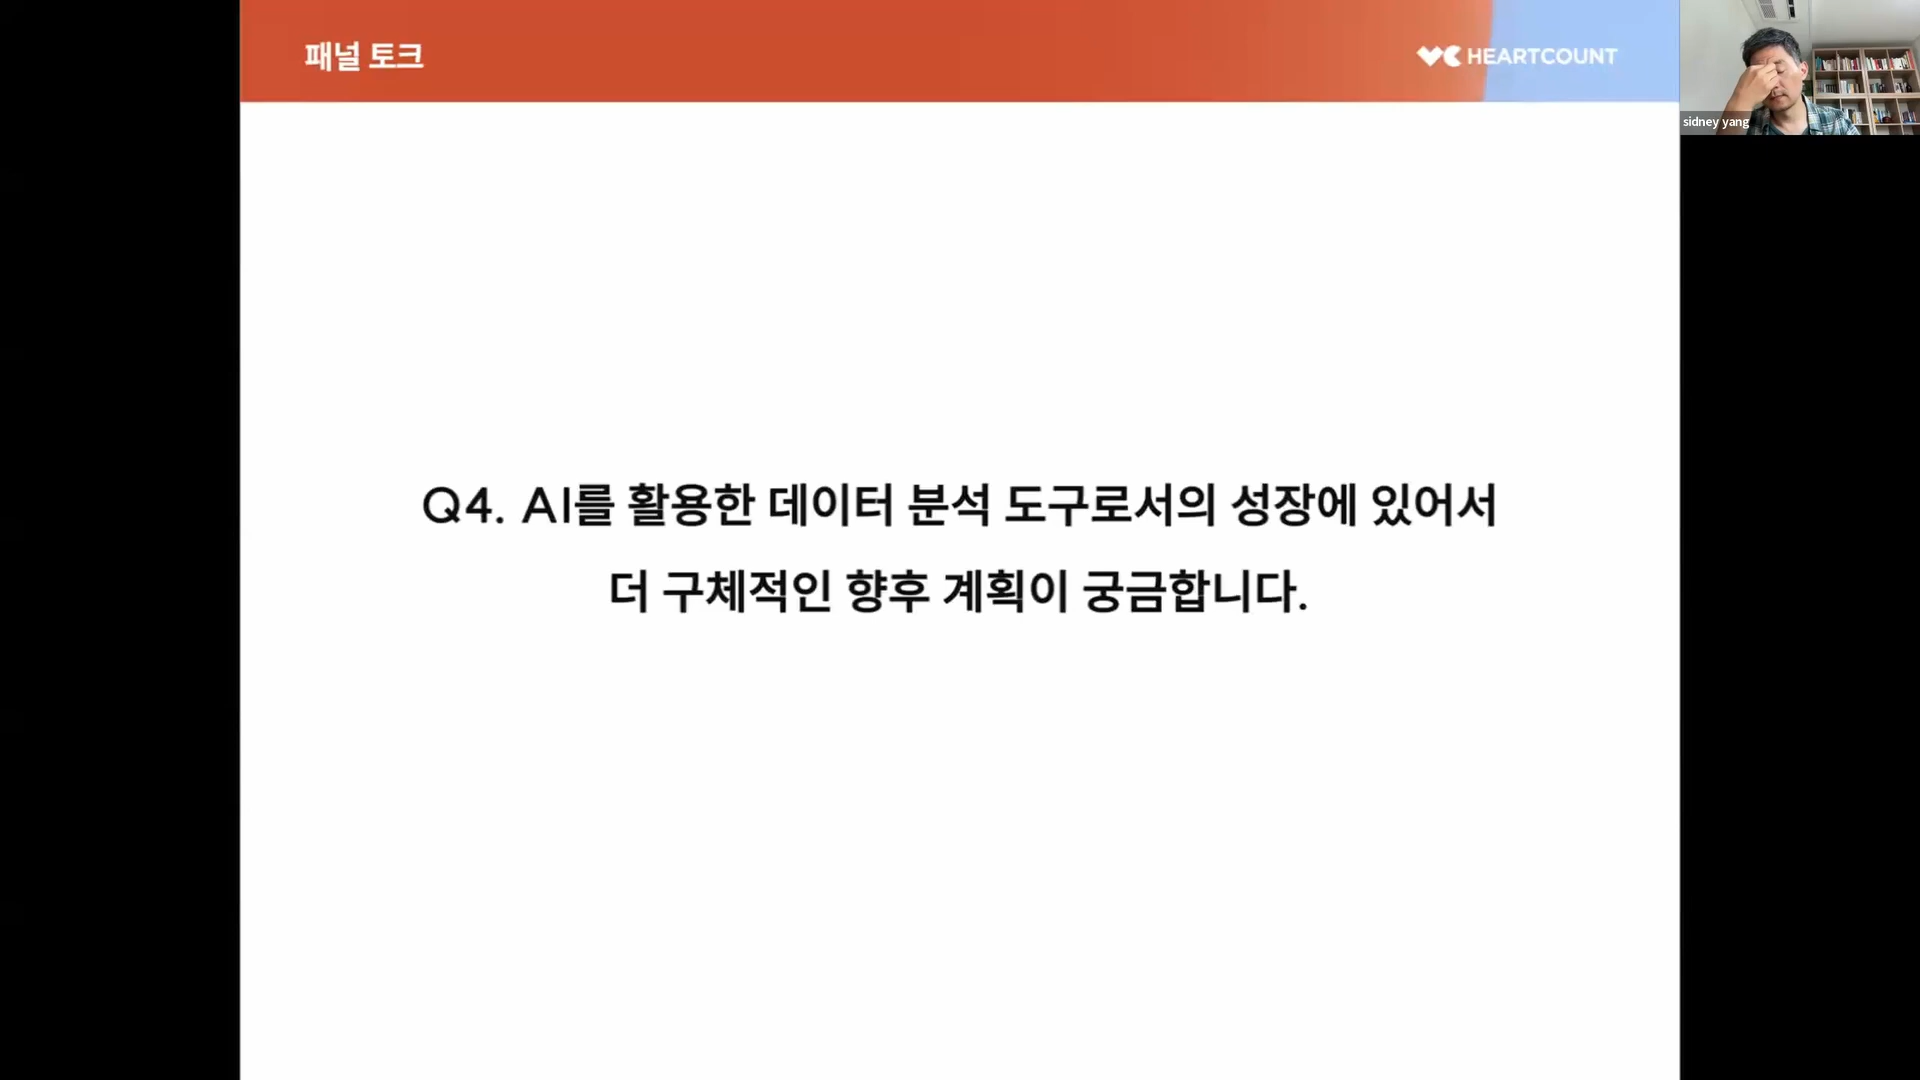 패널 토크
HEARTCOUNT
sidney yang
Q4. AI를 활용한 데이터 분석 도구로서의 성장에 있어서
더 구체적인 향후 계획이 궁금합니다.